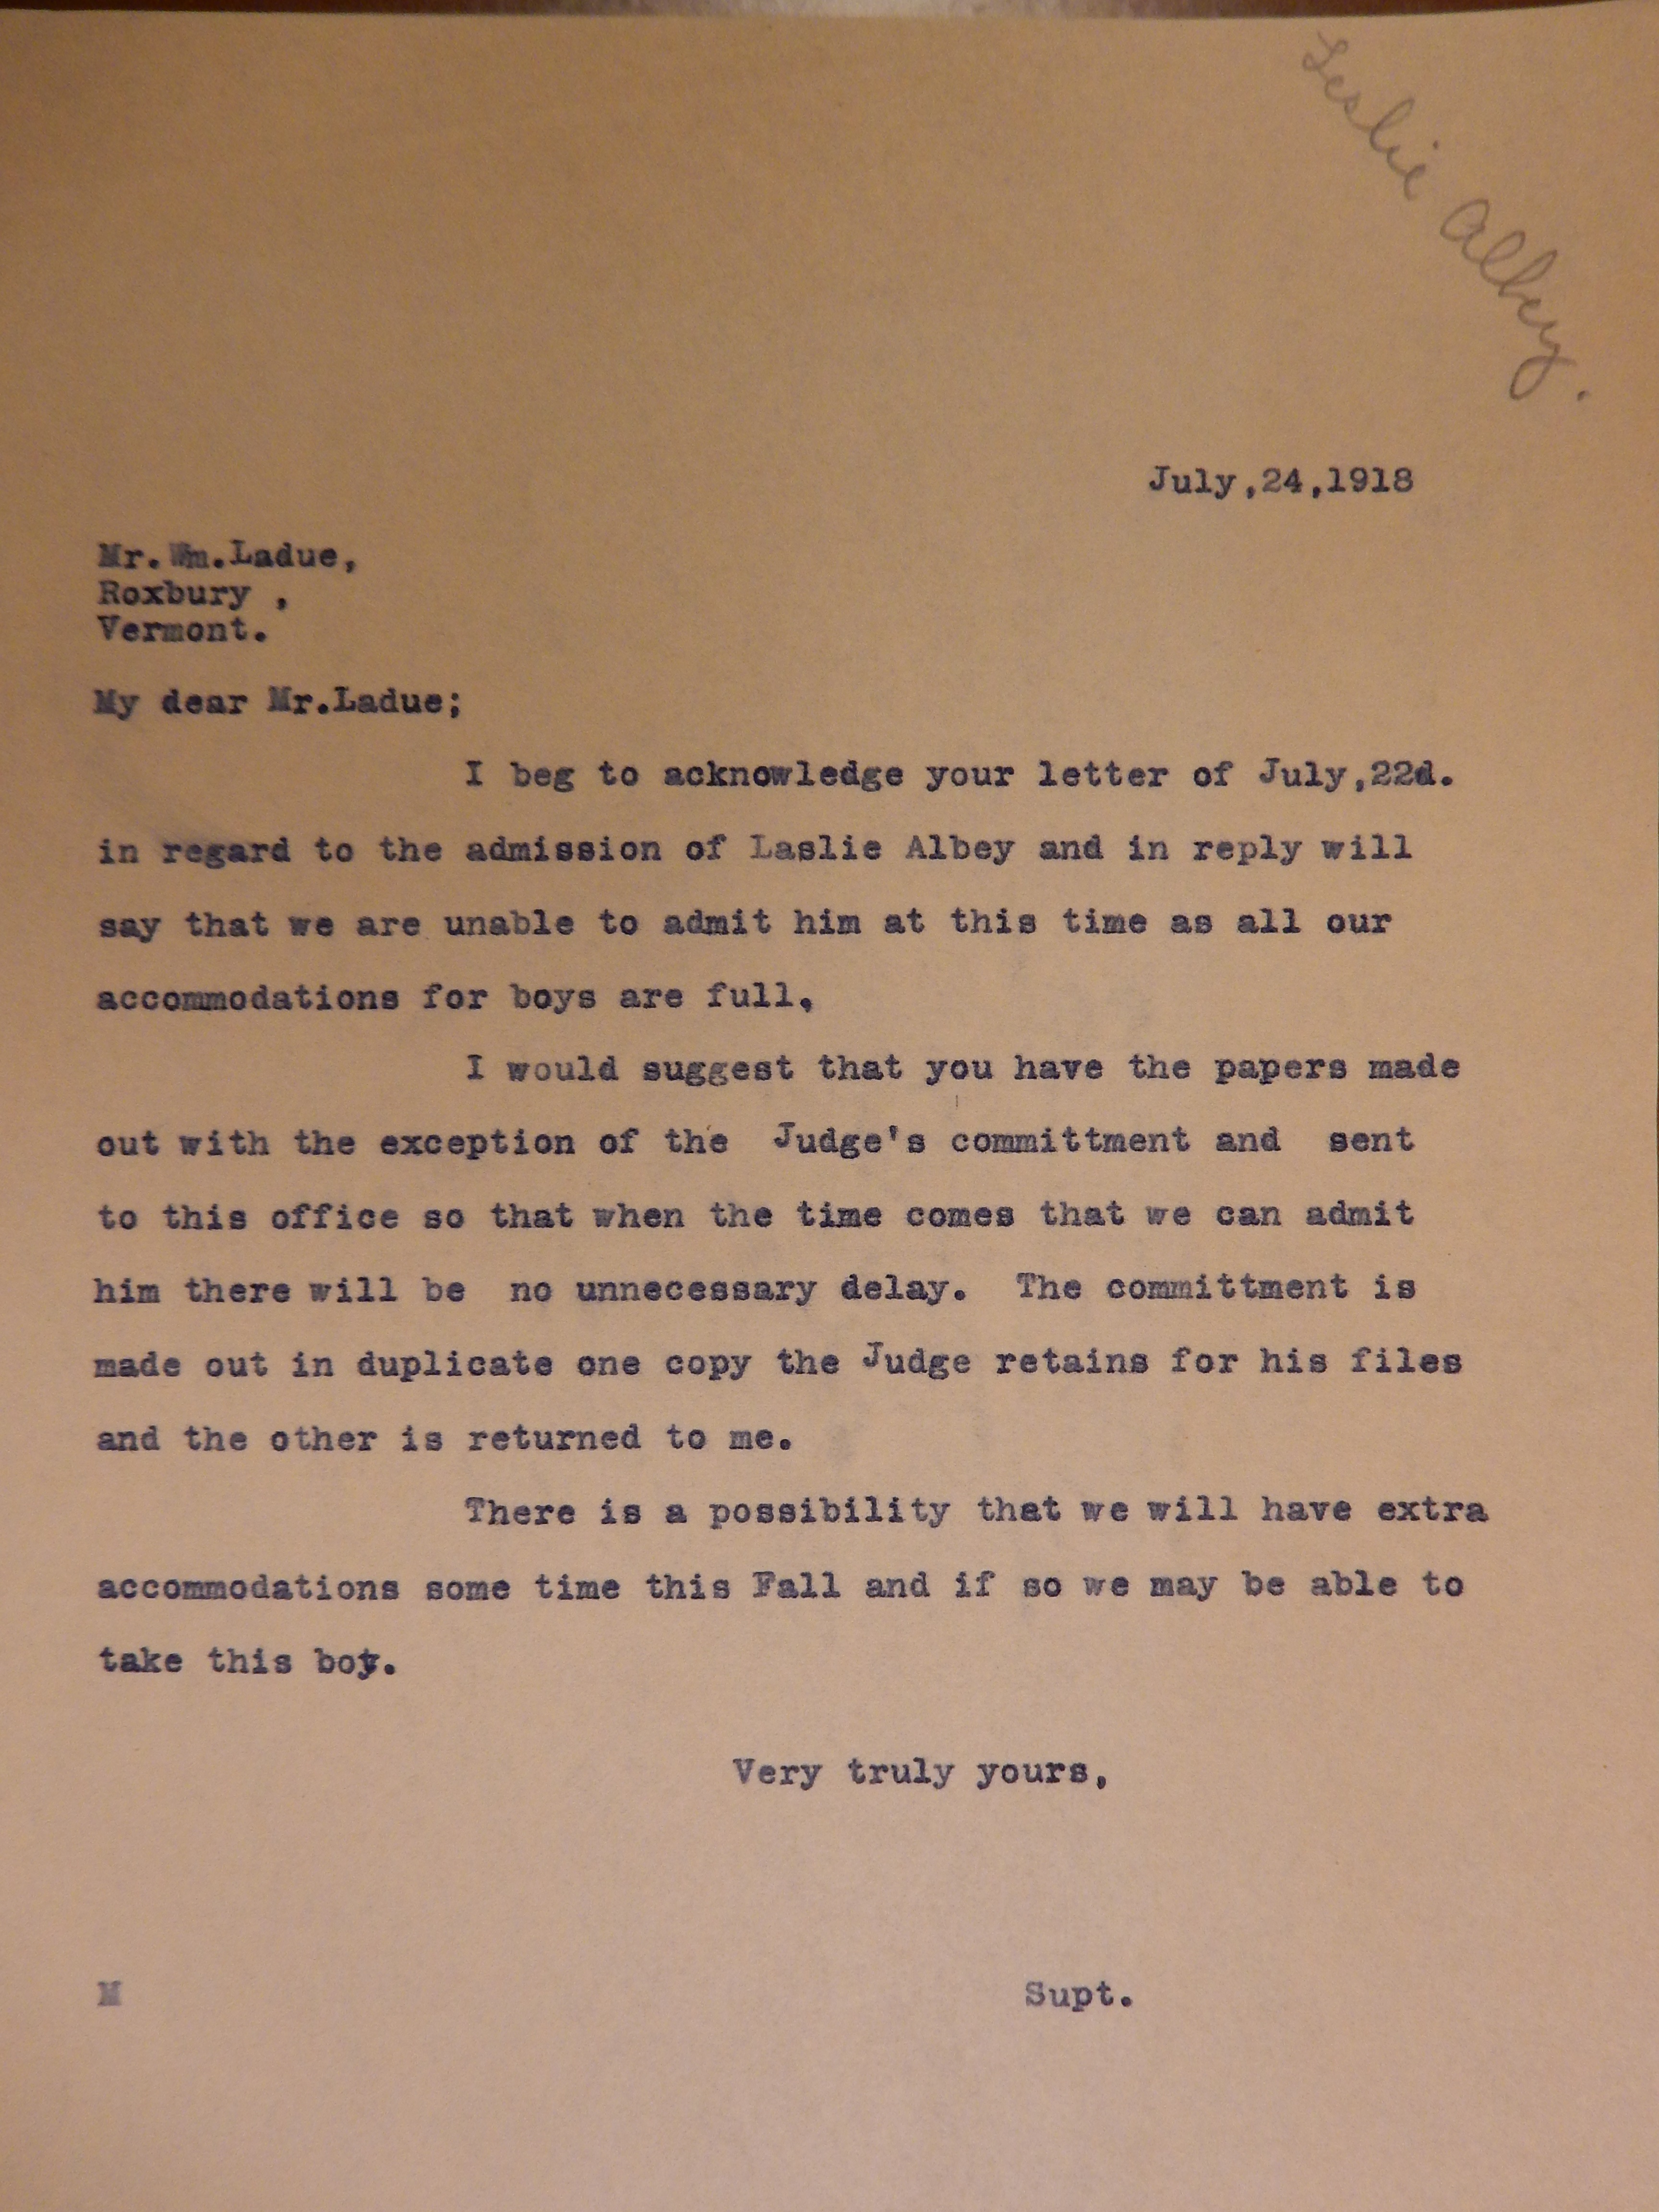 Leslie Albey.
July,24,1918
Mr.Wm.Ladue,
Roxbury ,
Vermont.
My dear Mr.Ladue;
I beg to acknowledge your letter of July,22d.
in regard to the admission of Laslie Albey and in reply will
say that we are unable to admit him at this time as all our
accommodations for boys are full.
I would suggest that you have the papers made
out with the exception of the Judge's committment and sent
to this office so that when the time comes that we can admit
him there will be no unnecessary delay. The committment is
made out in duplicate one copy the Judge retains for his files
and the other is returned to me.
There is a possibility that we will have extra
accommodations some time this Fall and if so we may be able to
take this boy.
Very truly yours,
M Supt.